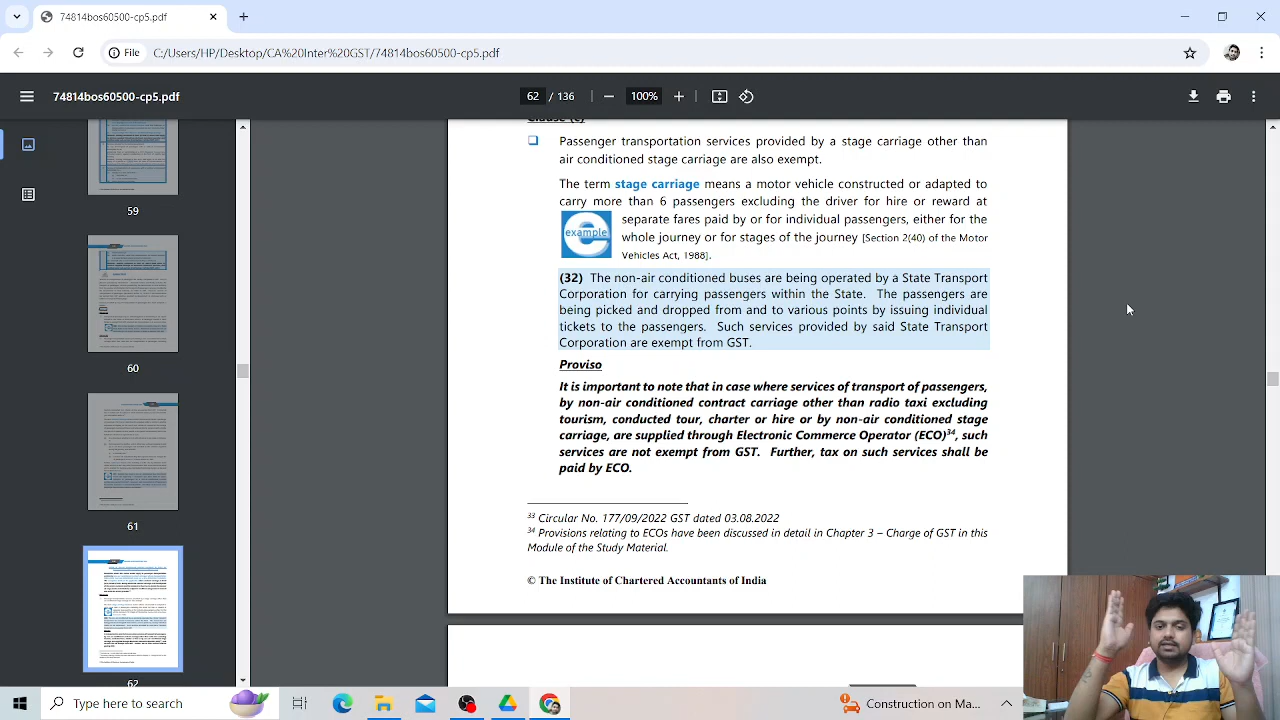 74814bos60500-cp5.pdf
File
C:/Users/HP/Desktop/CA%20Inter%20GST/74814bos60500-cp5.pdf
74814bos60500-cp5.pdf
62 / 136
100%
59
60
61
62
Passenger transportation services provided by a stage carriage other than
air conditioned stage carriage are also exempt.
The term stage carriage means a motor vehicle constructed or adapted to
carry more than 6 passengers excluding the driver for hire or reward at
example
separate fares paid by or for individual passengers, either for the
whole journey or for stages of the journey [Section 2(40) of the Motor
Vehicles Act, 1988].
(32) The non-air conditioned buses are being operated by a State Transport
Corporation for carrying passengers within the State. The passengers are
being picked and dropped from and to various points by issuing individual
tickets to the passengers. Such services provided by said State Transport
Corporation are exempt from GST.
Proviso
It is important to note that in case where services of transport of passengers,
by non-air conditioned contract carriage other than radio taxi excluding
tourism, conducted tour, charter or hire or by non-air conditioned stage
carriage, are supplied through Electronic Commerce Operator (ECO)³⁴, such
services are not exempt from GST. Further, tax on such services shall be
paid by ECO.
³³ Circular No. 177/09/2022 GST dated 03.08.2022
³⁴ Provisions relating to ECOs have been discussed in detail in Chapter 3 – Charge of GST in this
Module of the Study Material.
© The Institute of Chartered Accountants of India
Type here to search
Construction on Ma...